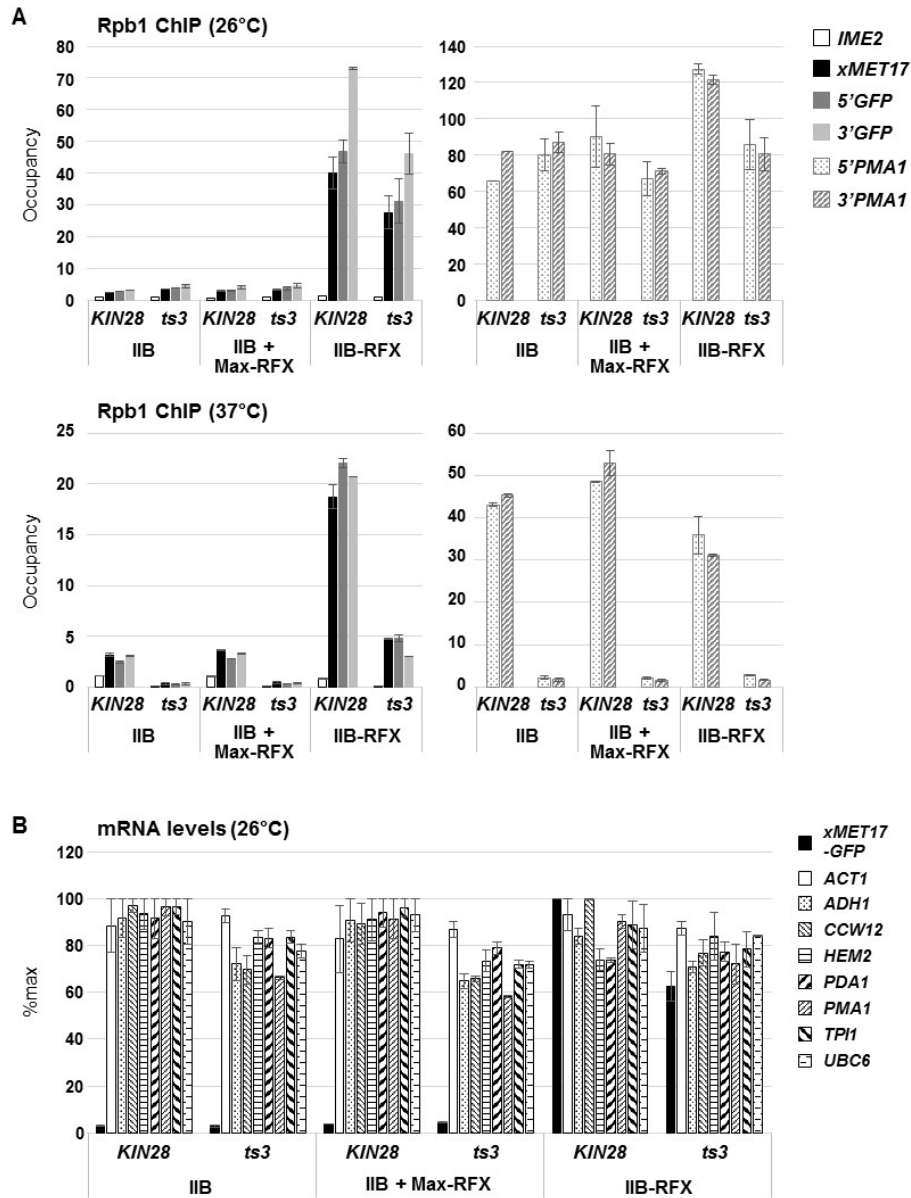 A
Rpb1 ChIP (26°C)
Occupancy
80
70
60
50
40
30
20
10
0
KIN28 ts3 KIN28 ts3 KIN28 ts3
IIB IIB + Max-RFX IIB-RFX
140
120
100
80
60
40
20
0
KIN28 ts3 KIN28 ts3 KIN28 ts3
IIB IIB + Max-RFX IIB-RFX
IME2
xMET17
5'GFP
3'GFP
5'PMA1
3'PMA1
Rpb1 ChIP (37°C)
Occupancy
25
20
15
10
5
0
KIN28 ts3 KIN28 ts3 KIN28 ts3
IIB IIB + Max-RFX IIB-RFX
60
50
40
30
20
10
0
KIN28 ts3 KIN28 ts3 KIN28 ts3
IIB IIB + Max-RFX IIB-RFX
B
mRNA levels (26°C)
%max
120
100
80
60
40
20
0
KIN28 ts3 KIN28 ts3 KIN28 ts3
IIB IIB + Max-RFX IIB-RFX
xMET17
-GFP
ACT1
ADH1
CCW12
HEM2
PDA1
PMA1
TPI1
UBC6